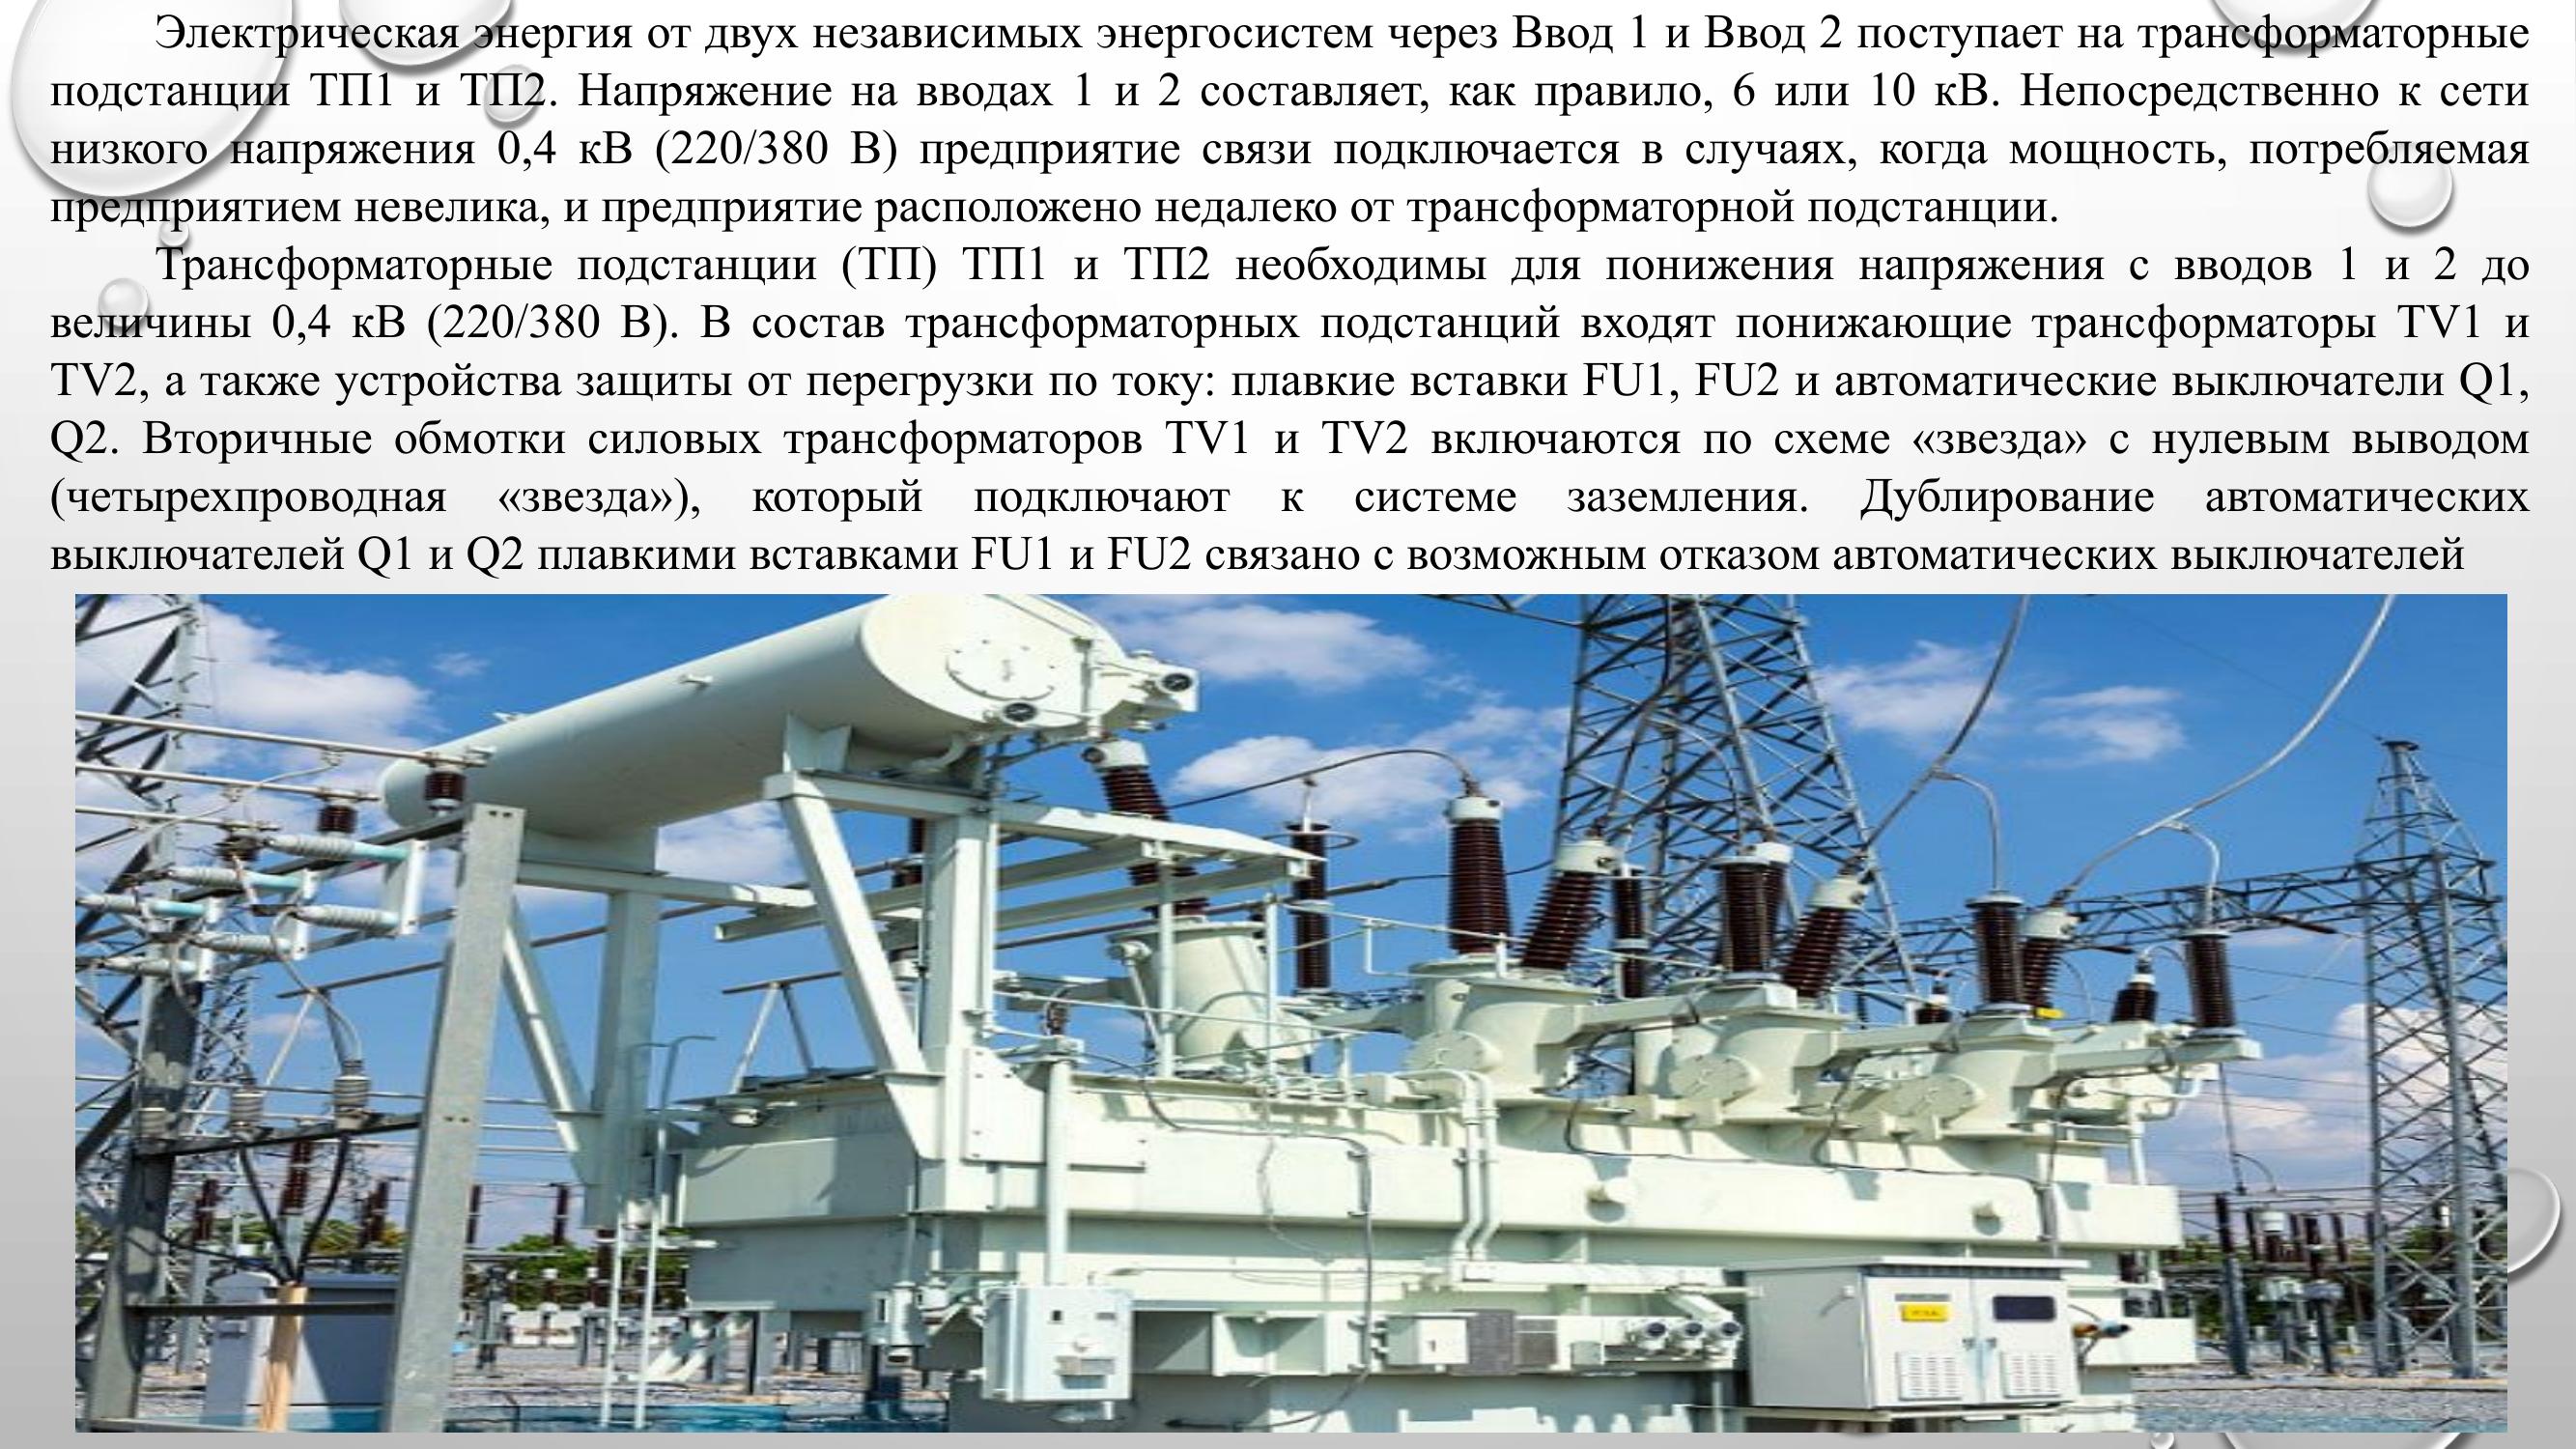 Электрическая энергия от двух независимых энергосистем через Ввод 1 и Ввод 2 поступает на трансформаторные
подстанции ТП1 и ТП2. Напряжение на вводах 1 и 2 составляет, как правило, 6 или 10 кВ. Непосредственно к сети
низкого напряжения 0,4 кВ (220/380 В) предприятие связи подключается в случаях, когда мощность, потребляемая
предприятием невелика, и предприятие расположено недалеко от трансформаторной подстанции.
Трансформаторные подстанции (ТП) ТП1 и ТП2 необходимы для понижения напряжения с вводов 1 и 2 до
величины 0,4 кВ (220/380 В). В состав трансформаторных подстанций входят понижающие трансформаторы TV1 и
TV2, а также устройства защиты от перегрузки по току: плавкие вставки FU1, FU2 и автоматические выключатели Q1,
Q2. Вторичные обмотки силовых трансформаторов TV1 и TV2 включаются по схеме «звезда» с нулевым выводом
(четырехпроводная «звезда»), который подключают к системе заземления. Дублирование автоматических
выключателей Q1 и Q2 плавкими вставками FU1 и FU2 связано с возможным отказом автоматических выключателей